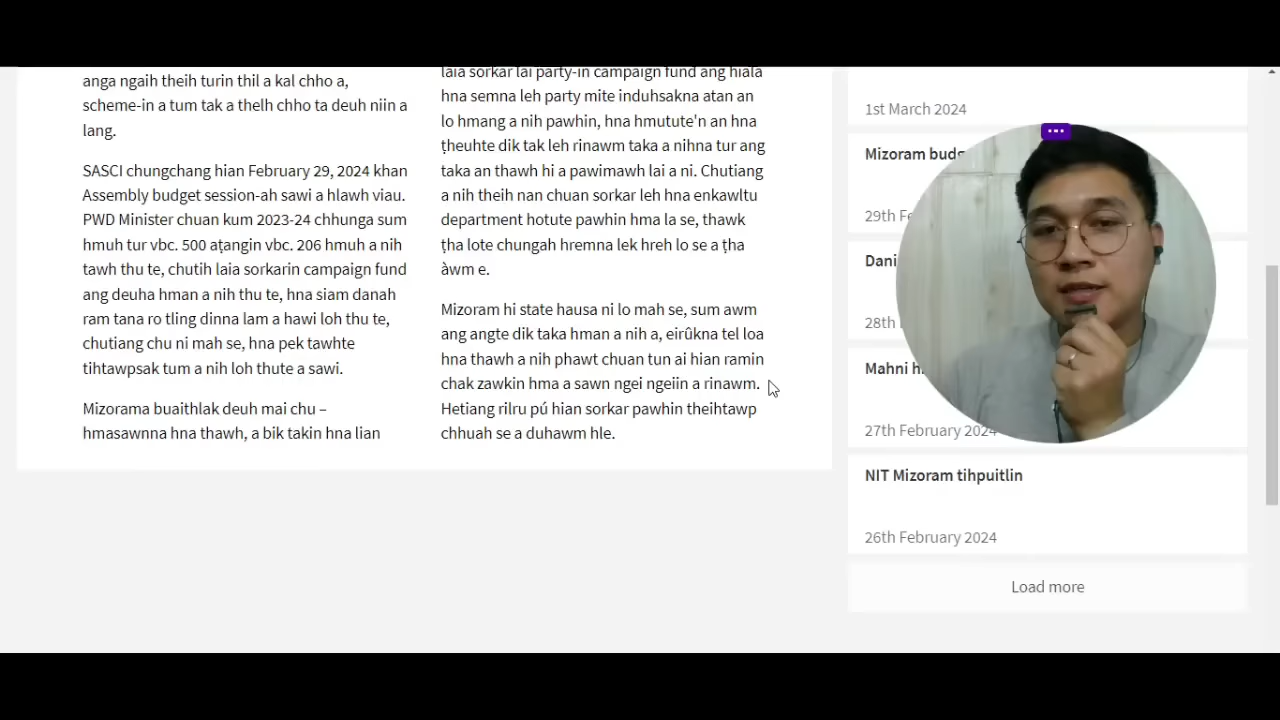 anga ngaih theih turin thil a kal chho a,
scheme-in a tum tak a thelh chho ta deuh niin a
lang.
SASCI chungchang hian February 29, 2024 khan
Assembly budget session-ah sawi a hlawh viau.
PWD Minister chuan kum 2023-24 chhunga sum
hmuh tur vbc. 500 aṭangin vbc. 206 hmuh a nih
tawh thu te, chutih laia sorkarin campaign fund
ang deuha hman a nih thu te, hna siam danah
ram tana ro tling dinna lam a hawi loh thu te,
chutiang chu ni mah se, hna pek tawhte
tihtawpsak tum a nih loh thute a sawi.
Mizorama buaithlak deuh mai chu –
hmasawnna hna thawh, a bik takin hna lian
laia sorkar lai party-in campaign fund ang hiala
hna semna leh party mite induhsakna atan an
lo hmang a nih pawhin, hna hmutute'n an hna
ṭheuhte dik tak leh rinawm taka a nihna tur ang
taka an thawh hi a pawimawh lai a ni. Chutiang
a nih theih nan chuan sorkar leh hna enkawltu
department hotute pawhin hma la se, thawk
ṭha lote chungah hremna lek hreh lo se a ṭha
àwm e.
Mizoram hi state hausa ni lo mah se, sum awm
ang angte dik taka hman a nih a, eirûkna tel loa
hna thawh a nih phawt chuan tun ai hian ramin
chak zawkin hma a sawn ngei ngeiin a rinawm.
Hetiang rilru pú hian sorkar pawhin theihtawp
chhuah se a duhawm hle.
1st March 2024
Mizoram
29th
28th
Mahni
27th February 2024
NIT Mizoram tihpuitlin
26th February 2024
Load more